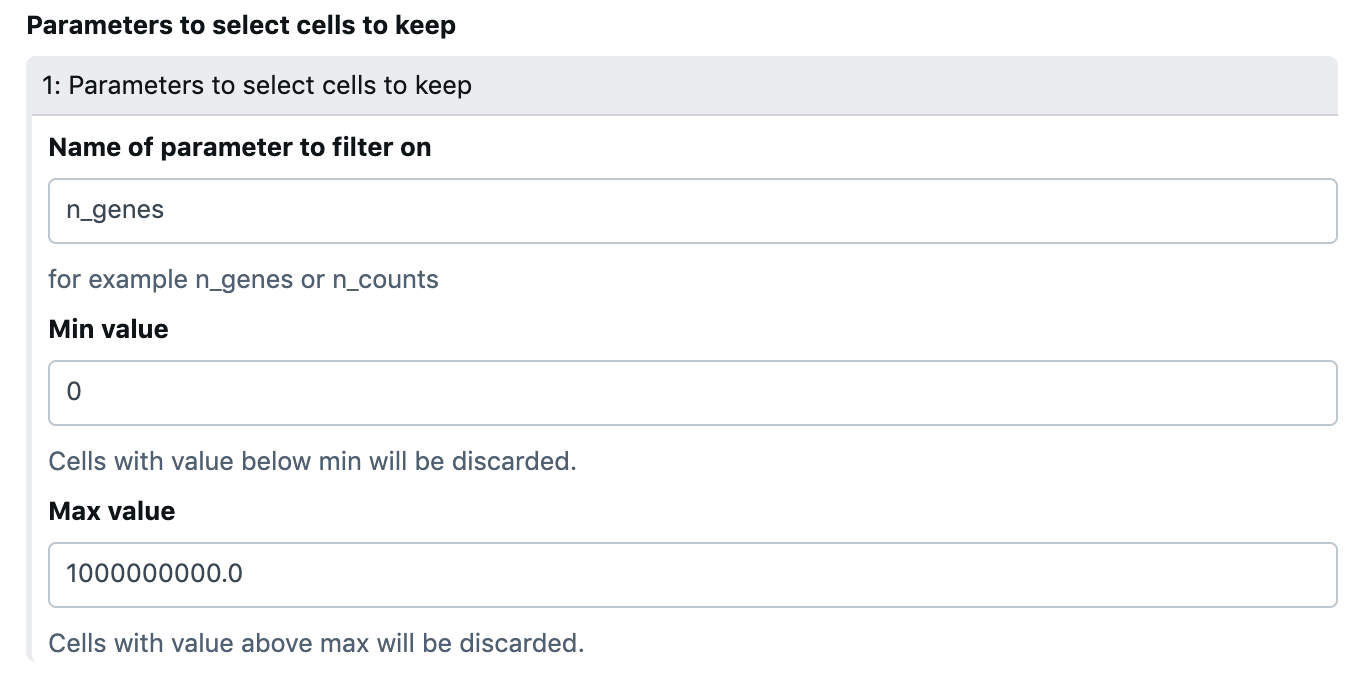 Parameters to select cells to keep
1: Parameters to select cells to keep
Name of parameter to filter on
n_genes
for example n_genes or n_counts
Min value
0
Cells with value below min will be discarded.
Max value
1000000000.0
Cells with value above max will be discarded.